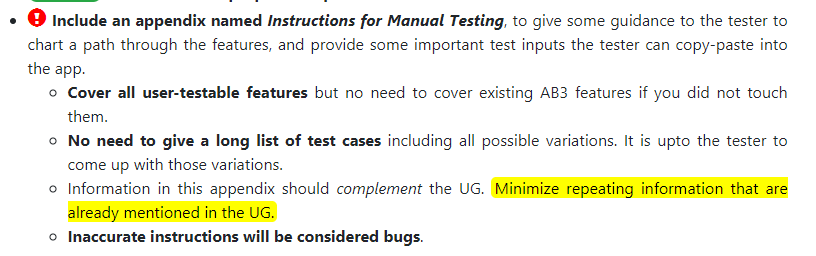 Include an appendix named Instructions for Manual Testing, to give some guidance to the tester to
chart a path through the features, and provide some important test inputs the tester can copy-paste into
the app.
Cover all user-testable features but no need to cover existing AB3 features if you did not touch
them.
No need to give a long list of test cases including all possible variations. It is upto the tester to
come up with those variations.
Information in this appendix should complement the UG. Minimize repeating information that are
already mentioned in the UG.
Inaccurate instructions will be considered bugs.